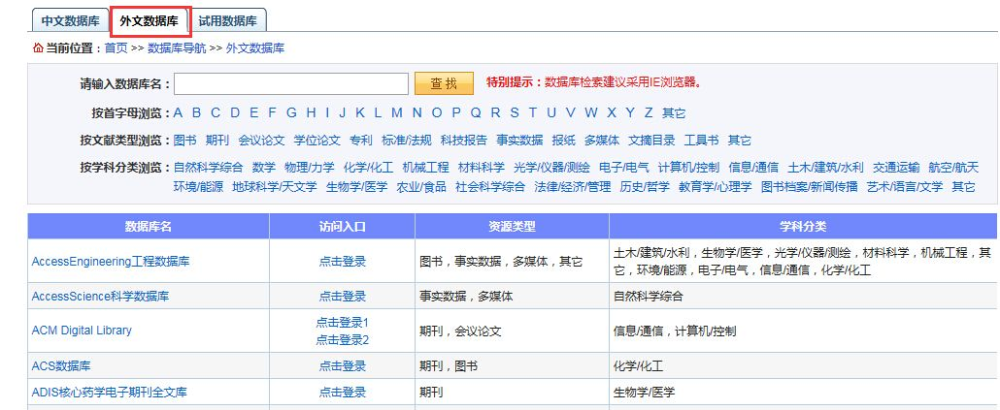 中文数据库 外文数据库 试用数据库
当前位置：首页 >> 数据库导航 >> 外文数据库
请输入数据库名： 查 找 特别提示：数据库检索建议采用IE浏览器。
按首字母浏览：A B C D E F G H I J K L M N O P Q R S T U V W X Y Z 其它
按文献类型浏览：图书 期刊 会议论文 学位论文 专利 标准/法规 科技报告 事实数据 报纸 多媒体 文摘目录 工具书 其它
按学科分类浏览：自然科学综合 数学 物理/力学 化学/化工 机械工程 材料科学 光学/仪器/测绘 电子/电气 计算机/控制 信息/通信 土木/建筑/水利 交通运输 航空/航天
环境/能源 地球科学/天文学 生物学/医学 农业/食品 社会科学综合 法律/经济/管理 历史/哲学 教育学/心理学 图书档案/新闻传播 艺术/语言/文学 其它
数据库名 访问入口 资源类型 学科分类
AccessEngineering工程数据库 点击登录 图书，事实数据，多媒体，其它 土木/建筑/水利，生物学/医学，光学/仪器/测绘，材料科学，机械工程，其
它，环境/能源，电子/电气，信息/通信，化学/化工
AccessScience科学数据库 点击登录 事实数据，多媒体 自然科学综合
ACM Digital Library 点击登录1 期刊，会议论文 信息/通信，计算机/控制
点击登录2
ACS数据库 点击登录 期刊，图书 化学/化工
ADIS核心药学电子期刊全文库 点击登录 期刊 生物学/医学